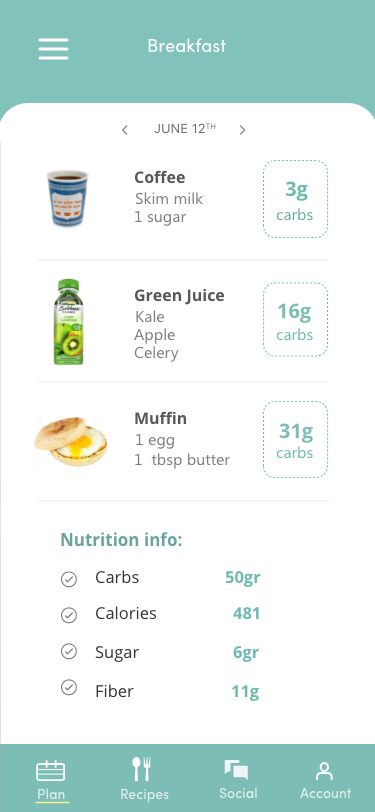 Breakfast
JUNE 12TH
Coffee
Skim milk
1 sugar
3g
carbs
Green Juice
Kale
Apple
Celery
16g
carbs
Muffin
1 egg
1 tbsp butter
31g
carbs
Nutrition info:
Carbs 50gr
Calories 481
Sugar 6gr
Fiber 11g
Plan Recipes Social Account